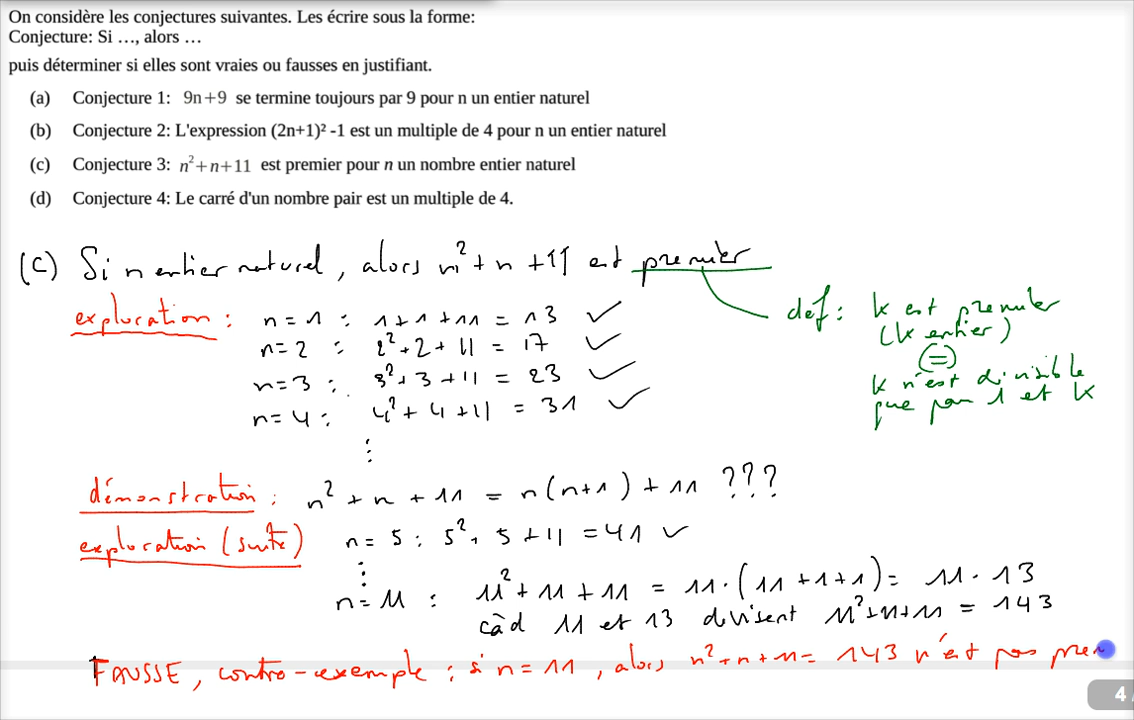 On considère les conjectures suivantes. Les écrire sous la forme:
Conjecture: Si …, alors …
puis déterminer si elles sont vraies ou fausses en justifiant.
(a) Conjecture 1: 9n+9 se termine toujours par 9 pour n un entier naturel
(b) Conjecture 2: L'expression (2n+1)² -1 est un multiple de 4 pour n un entier naturel
(c) Conjecture 3: n²+n+11 est premier pour n un nombre entier naturel
(d) Conjecture 4: Le carré d'un nombre pair est un multiple de 4.
(c) Si n entier naturel, alors n²+n+11 est premier
def: k est premier
(k entier)
(=)
k n'est divisible
que par 1 et k
exploration: n=1: 1+1+11 = 13 ✓
n=2: 2²+2+11 = 17 ✓
n=3: 3²+3+11 = 23 ✓
n=4: 4²+4+11 = 31 ✓
⋮
démonstration: n²+n+11 = n(n+1)+11 ???
exploration (suite) n=5: 5²+5+11 = 41 ✓
⋮
n=11: 11²+11+11 = 11·(11+1+1) = 11·13
càd 11 et 13 divisent 11²+11+11 = 143
FAUSSE, contre-exemple: si n=11, alors n²+n+11 = 143 n'est pas prem
4